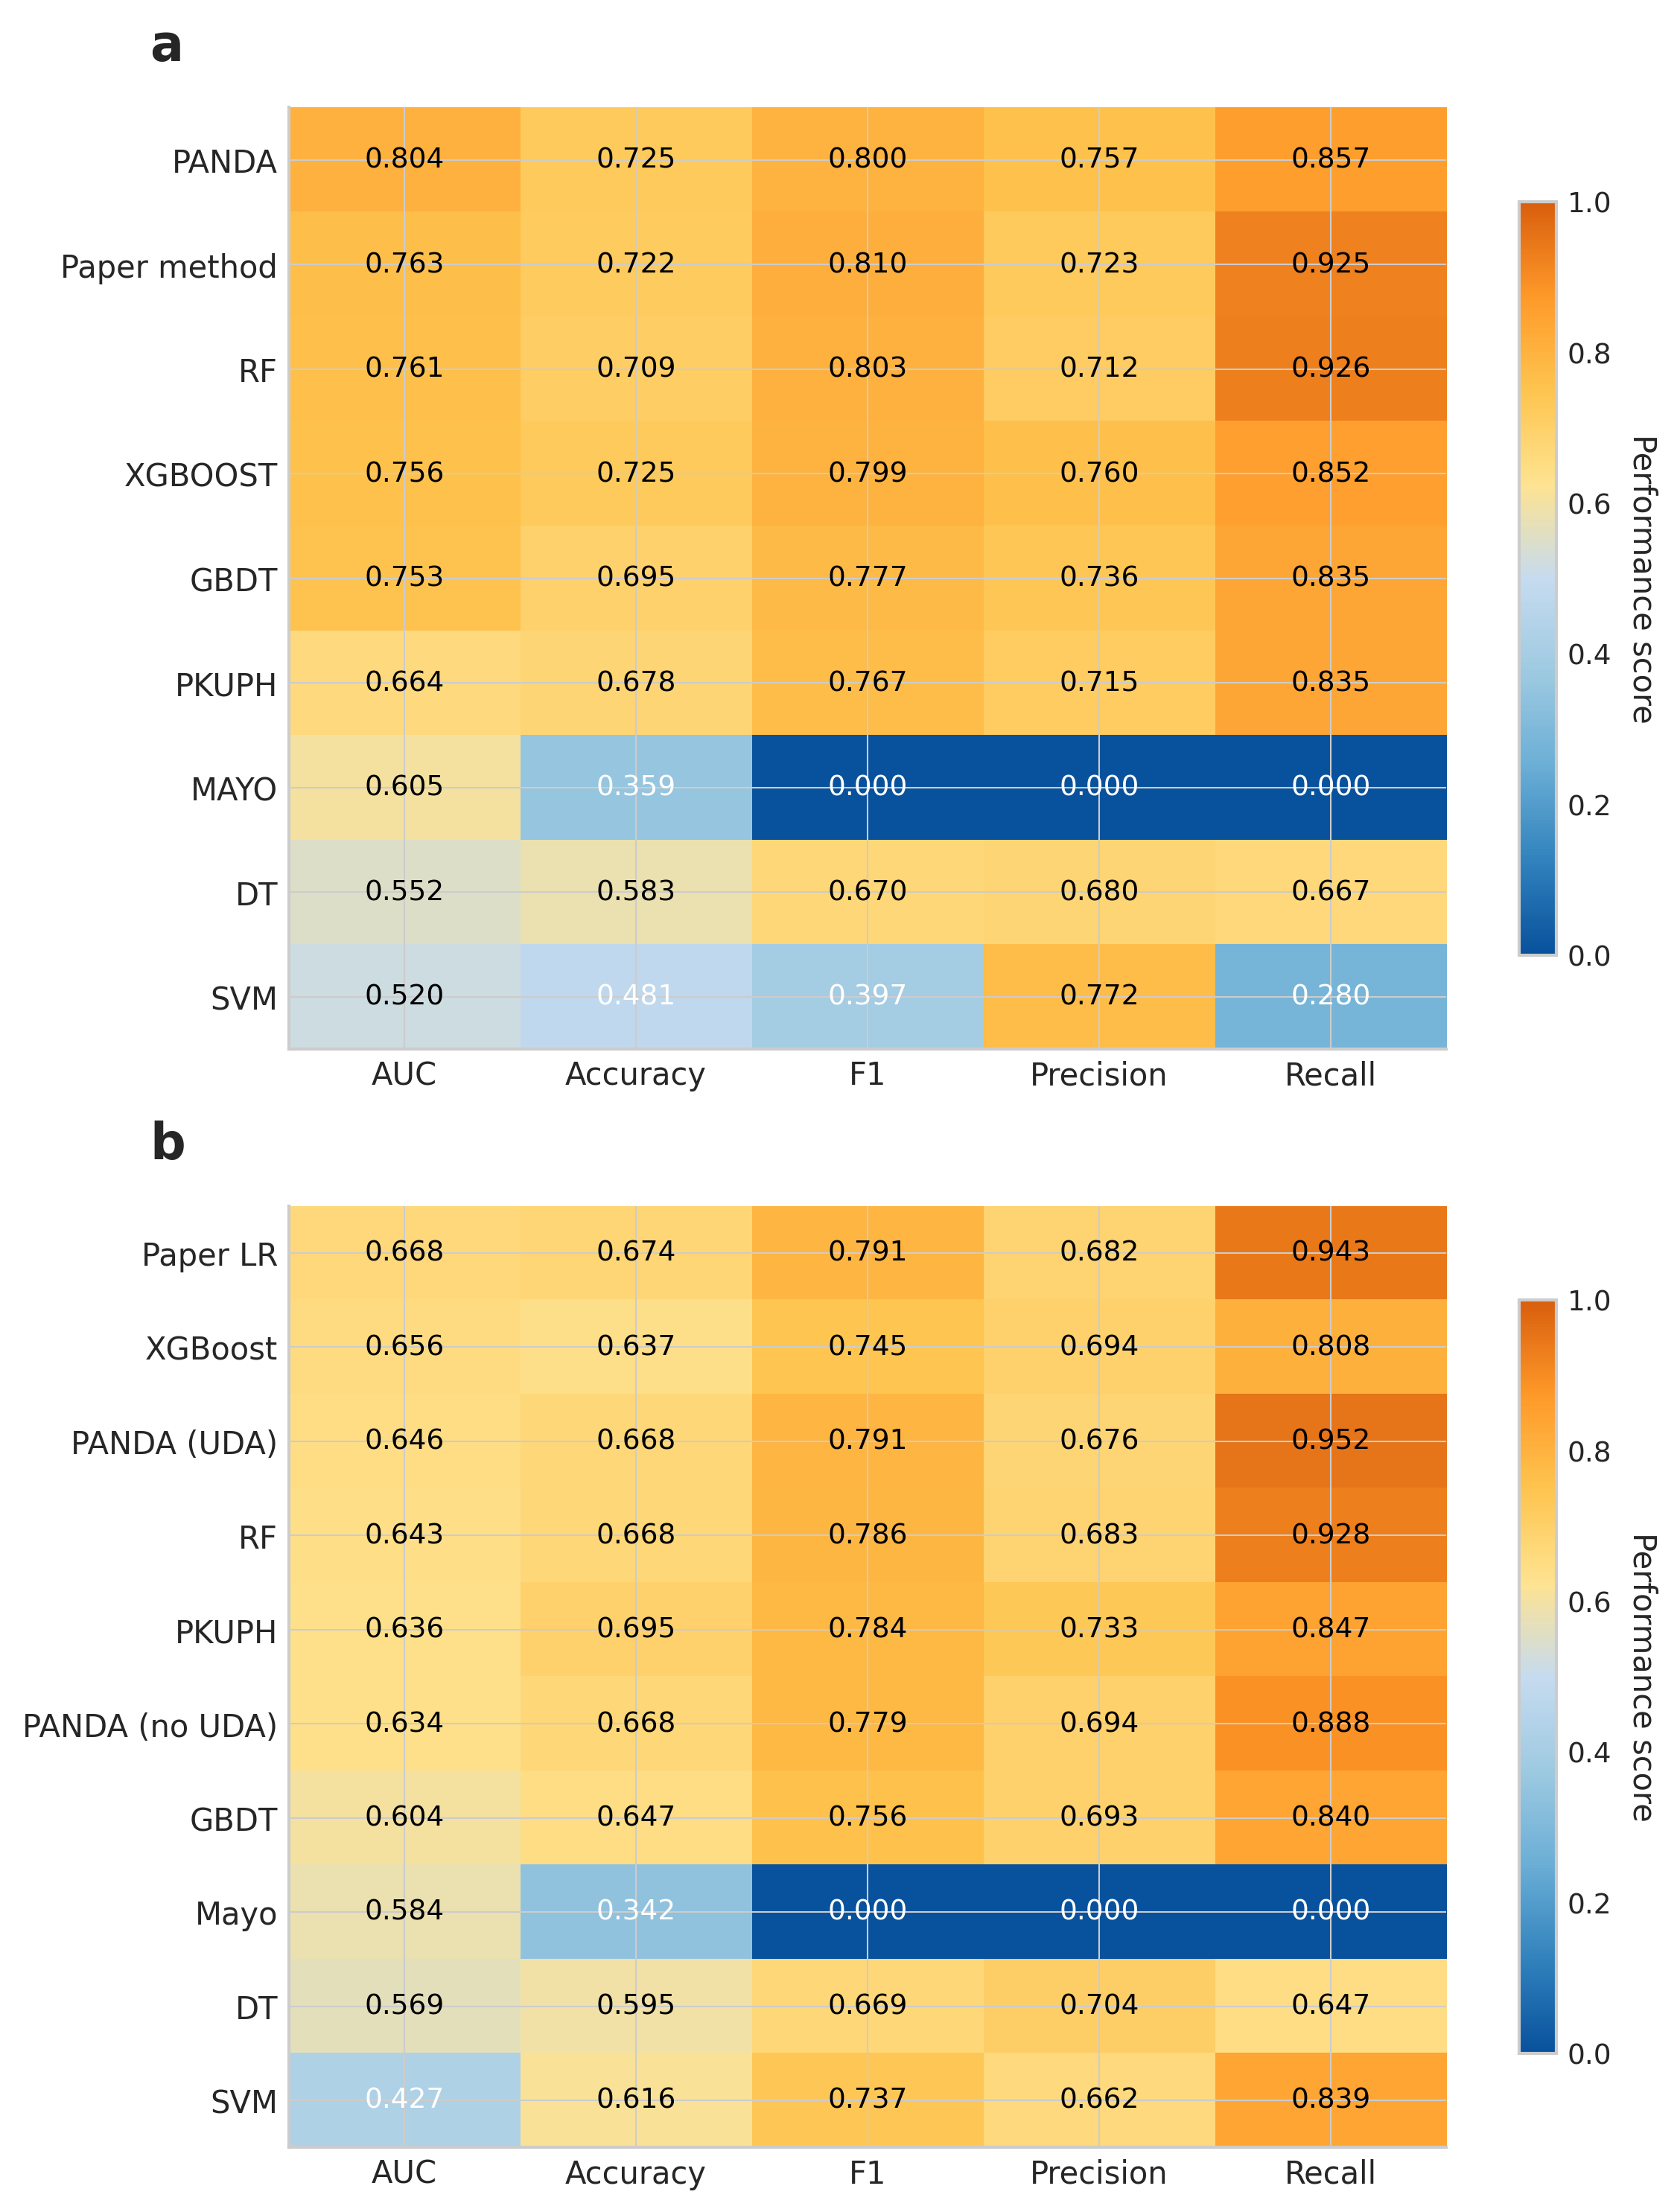 a
PANDA 0.804 0.725 0.800 0.757 0.857
Paper method 0.763 0.722 0.810 0.723 0.925
RF 0.761 0.709 0.803 0.712 0.926
XGBOOST 0.756 0.725 0.799 0.760 0.852
GBDT 0.753 0.695 0.777 0.736 0.835
PKUPH 0.664 0.678 0.767 0.715 0.835
MAYO 0.605 0.359 0.000 0.000 0.000
DT 0.552 0.583 0.670 0.680 0.667
SVM 0.520 0.481 0.397 0.772 0.280
AUC Accuracy F1 Precision Recall
1.0
0.8
0.6
0.4
0.2
0.0
Performance score
b
Paper LR 0.668 0.674 0.791 0.682 0.943
XGBoost 0.656 0.637 0.745 0.694 0.808
PANDA (UDA) 0.646 0.668 0.791 0.676 0.952
RF 0.643 0.668 0.786 0.683 0.928
PKUPH 0.636 0.695 0.784 0.733 0.847
PANDA (no UDA) 0.634 0.668 0.779 0.694 0.888
GBDT 0.604 0.647 0.756 0.693 0.840
Mayo 0.584 0.342 0.000 0.000 0.000
DT 0.569 0.595 0.669 0.704 0.647
SVM 0.427 0.616 0.737 0.662 0.839
AUC Accuracy F1 Precision Recall
1.0
0.8
0.6
0.4
0.2
0.0
Performance score